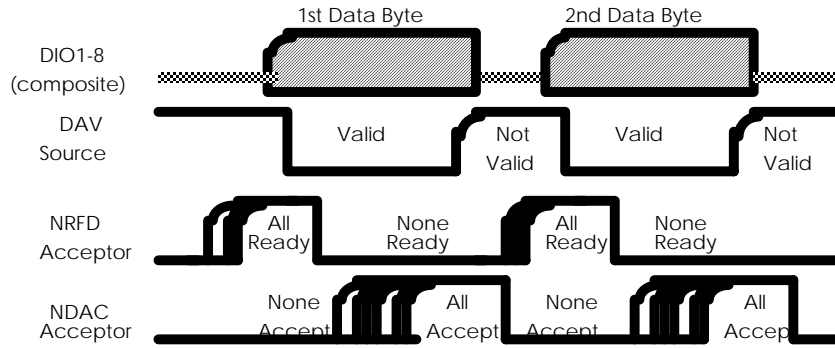 1st Data Byte 2nd Data Byte
DIO1-8
(composite)
DAV
Source
Valid Not Valid Not
Valid Valid
NRFD
Acceptor
All None All None
Ready Ready Ready Ready
NDAC
Acceptor
None All None All
Accept Accept Accept Accept